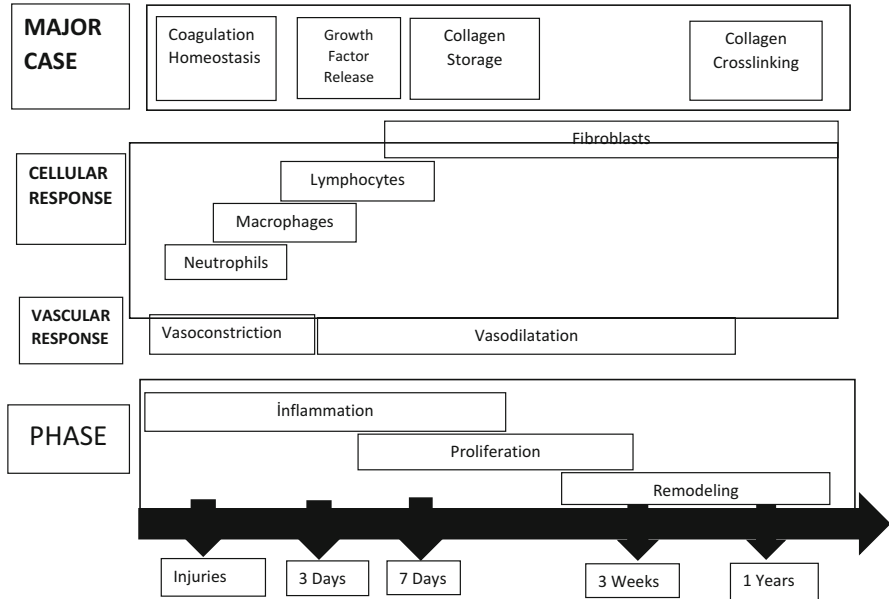 MAJOR
CASE
Coagulation
Homeostasis
Growth
Factor
Release
Collagen
Storage
Collagen
Crosslinking
CELLULAR
RESPONSE
Fibroblasts
Lymphocytes
Macrophages
Neutrophils
VASCULAR
RESPONSE
Vasoconstriction
Vasodilatation
PHASE
İnflammation
Proliferation
Remodeling
Injuries
3 Days
7 Days
3 Weeks
1 Years